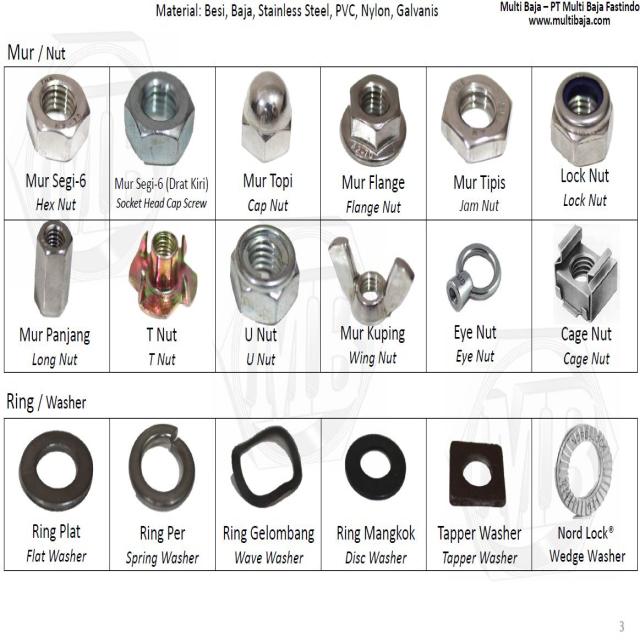 Material: Besi, Baja, Stainless Steel, PVC, Nylon, Galvanis
Multi Baja – PT Multi Baja Fastindo
www.multibaja.com
Mur / Nut
Mur Segi-6
Hex Nut
Mur Segi-6 (Drat Kiri)
Socket Head Cap Screw
Mur Topi
Cap Nut
Mur Flange
Flange Nut
Mur Tipis
Jam Nut
Lock Nut
Lock Nut
Mur Panjang
Long Nut
T Nut
T Nut
U Nut
U Nut
Mur Kuping
Wing Nut
Eye Nut
Eye Nut
Cage Nut
Cage Nut
Ring / Washer
Ring Plat
Flat Washer
Ring Per
Spring Washer
Ring Gelombang
Wave Washer
Ring Mangkok
Disc Washer
Tapper Washer
Tapper Washer
Nord Lock®
Wedge Washer
MB
MB
MB
MB
3